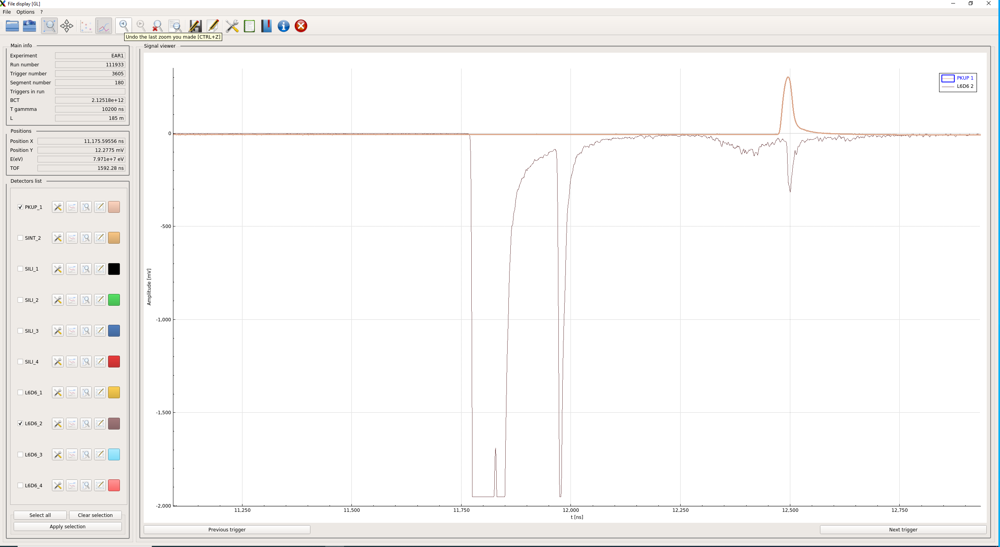 File display [GL]
File Options ?
Undo the last zoom you made [CTRL+Z]
Main info
Experiment EAR1
Run number 111933
Trigger number 3605
Segment number 180
Triggers in run
BCT 2.12518e+12
T gammma 10200 ns
L 185 m
Positions
Position X 11,175.59556 ns
Position Y 12.2775 mV
E(eV) 7.971e+7 eV
TOF 1592.28 ns
Detectors list
PKUP_1
SINT_2
SILI_1
SILI_2
SILI_3
SILI_4
L6D6_1
L6D6_2
L6D6_3
L6D6_4
Select all Clear selection
Apply selection
Signal viewer
PKUP 1
L6D6 2
Amplitude [mV]
0
-500
-1,000
-1,500
-2,000
11,250 11,500 11,750 12,000 12,250 12,500 12,750
t [ns]
Previous trigger Next trigger